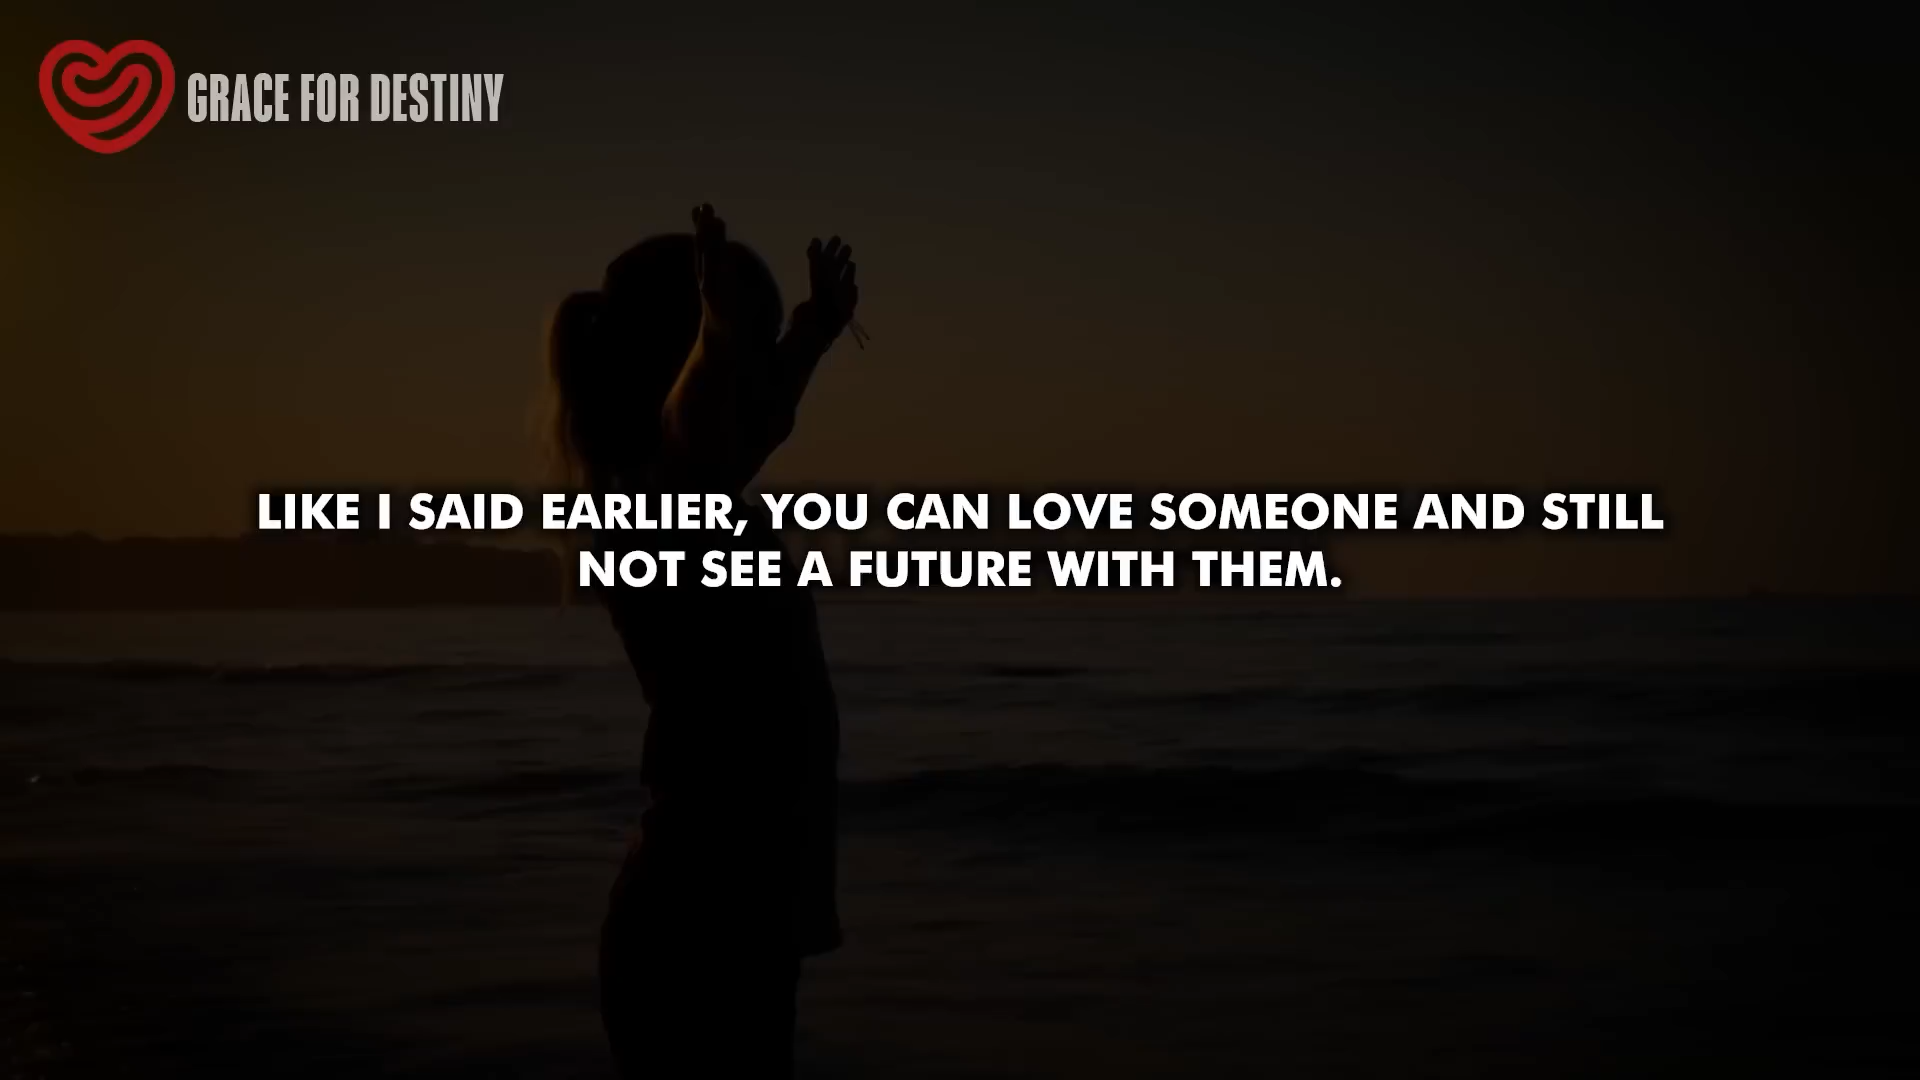 GRACE FOR DESTINY
LIKE I SAID EARLIER, YOU CAN LOVE SOMEONE AND STILL
NOT SEE A FUTURE WITH THEM.